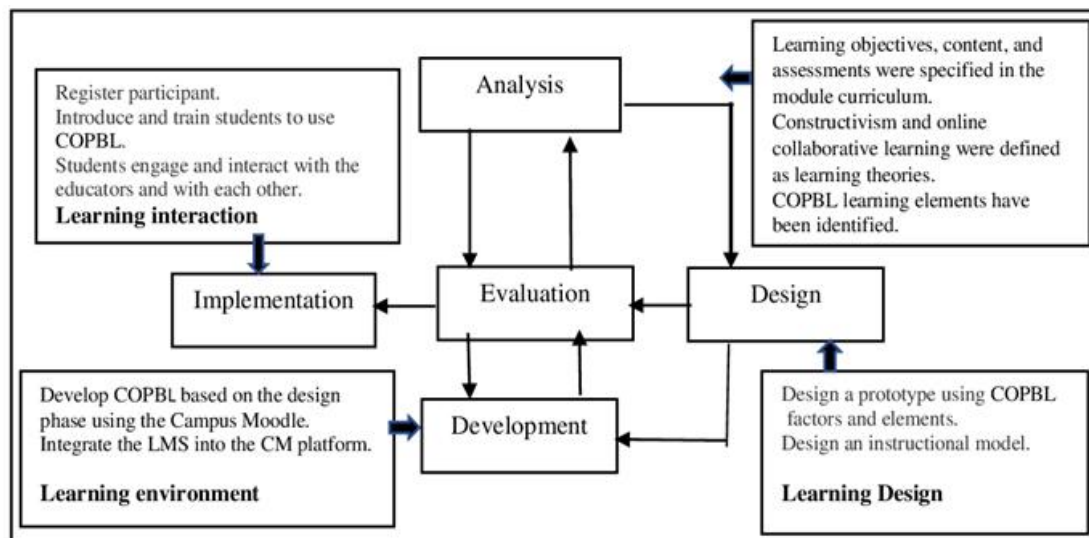 Analysis
Learning objectives, content, and
assessments were specified in the
module curriculum.
Constructivism and online
collaborative learning were defined
as learning theories.
COPBL learning elements have
been identified.
Register participant.
Introduce and train students to use
COPBL.
Students engage and interact with the
educators and with each other.
Learning interaction
Implementation
Evaluation
Design
Develop COPBL based on the design
phase using the Campus Moodle.
Integrate the LMS into the CM platform.
Learning environment
Development
Design a prototype using COPBL
factors and elements.
Design an instructional model.
Learning Design